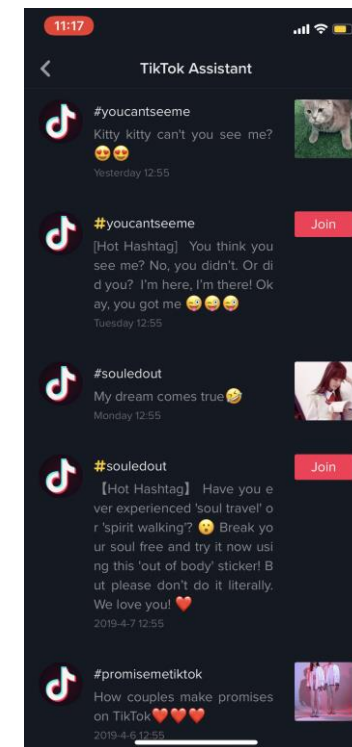 11:17
TikTok Assistant
#youcantseeme
Kitty kitty can't you see me?
😍😍
Yesterday 12:55
#youcantseeme
Join
[Hot Hashtag] You think you
see me? No, you didn't. Or di
d you? I'm here, I'm there! Ok
ay, you got me 😜😜😜
Tuesday 12:55
#souledout
My dream comes true🤣
Monday 12:55
#souledout
Join
【Hot Hashtag】 Have you e
ver experienced 'soul travel' o
r 'spirit walking'? 😮 Break yo
ur soul free and try it now usi
ng this 'out of body' sticker! B
ut please don't do it literally.
We love you! ❤️
2019-4-7 12:55
#promisemetiktok
How couples make promises
on TikTok❤️❤️❤️
2019-4-6 12:55